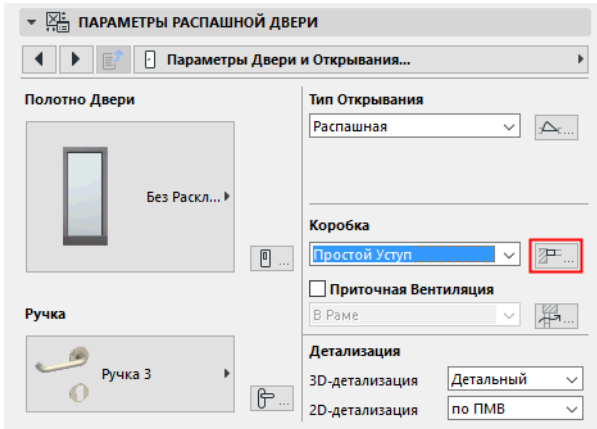 ПАРАМЕТРЫ РАСПАШНОЙ ДВЕРИ
Параметры Двери и Открывания...
Полотно Двери
Без Раскл...
...
Ручка
Ручка 3
...
Тип Открывания
Распашная
...
Коробка
Простой Уступ
...
Приточная Вентиляция
В Раме
...
Детализация
3D-детализация Детальный
2D-детализация по ПМВ